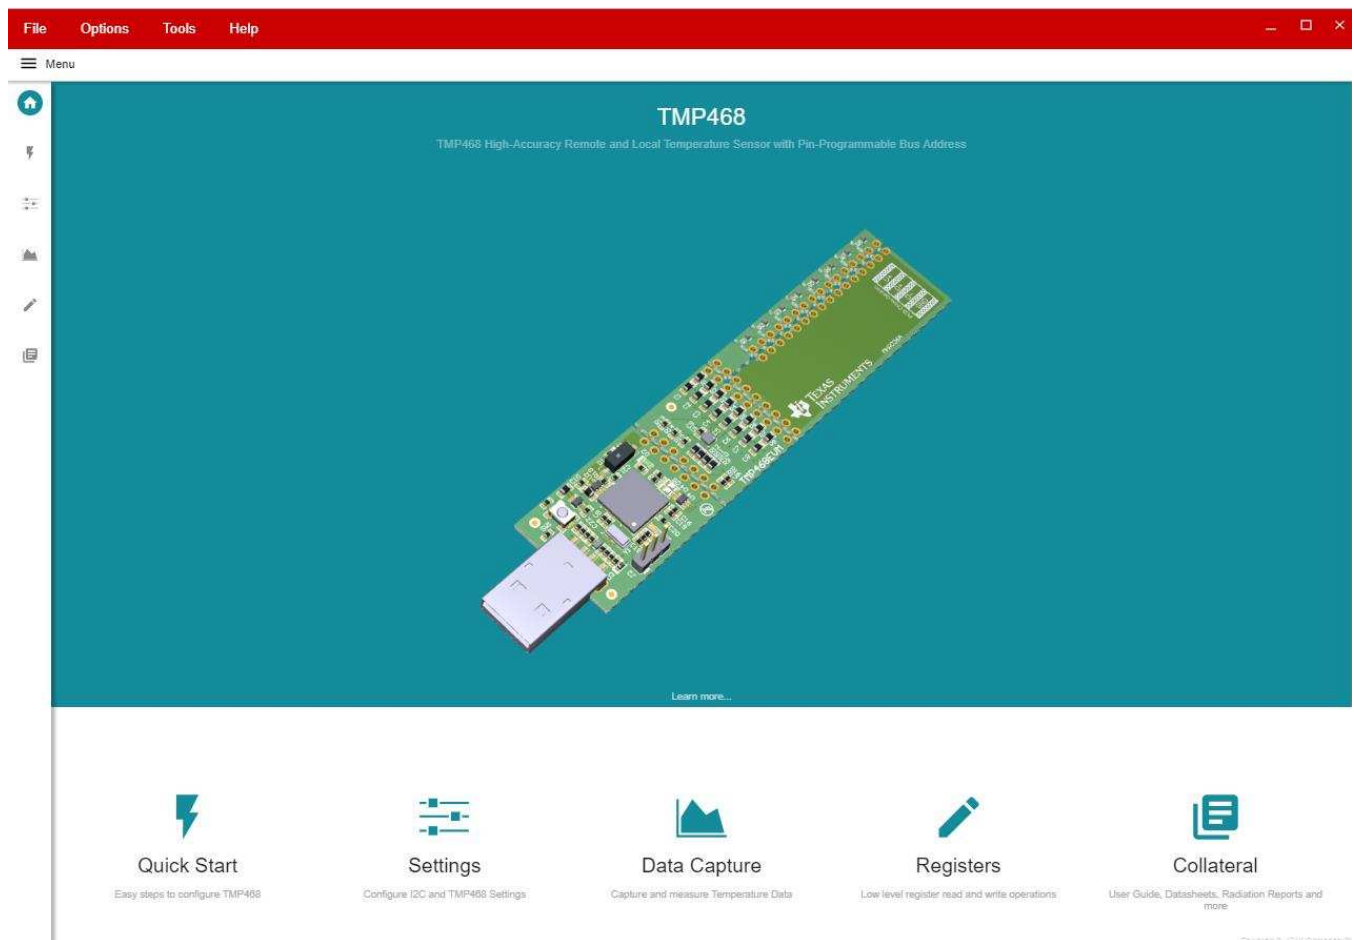 File Options Tools Help
Menu
TMP468
TMP468 High-Accuracy Remote and Local Temperature Sensor with Pin-Programmable Bus Address
TEXAS
INSTRUMENTS
TMP468EVM
Learn more...
Quick Start
Easy steps to configure TMP468
Settings
Configure I2C and TMP468 Settings
Data Capture
Capture and measure Temperature Data
Registers
Low level register read and write operations
Collateral
User Guide, Datasheets, Radiation Reports and
more